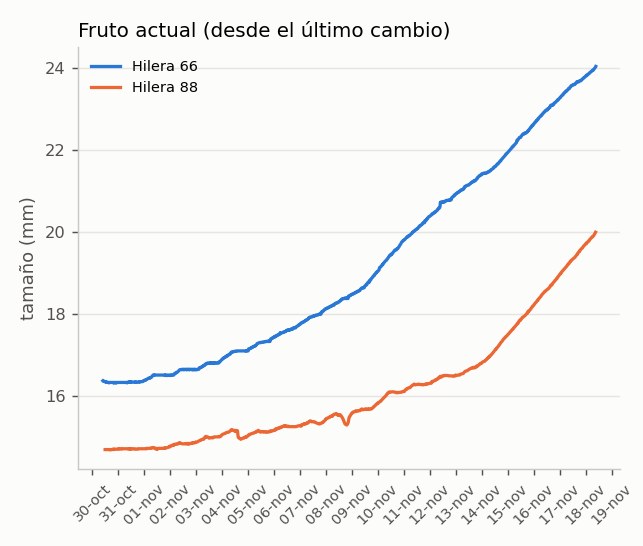 Fruto actual (desde el último cambio)
Hilera 66
Hilera 88
24
22
20
18
16
tamaño (mm)
30-oct
31-oct
01-nov
02-nov
03-nov
04-nov
05-nov
06-nov
07-nov
08-nov
09-nov
10-nov
11-nov
12-nov
13-nov
14-nov
15-nov
16-nov
17-nov
18-nov
19-nov